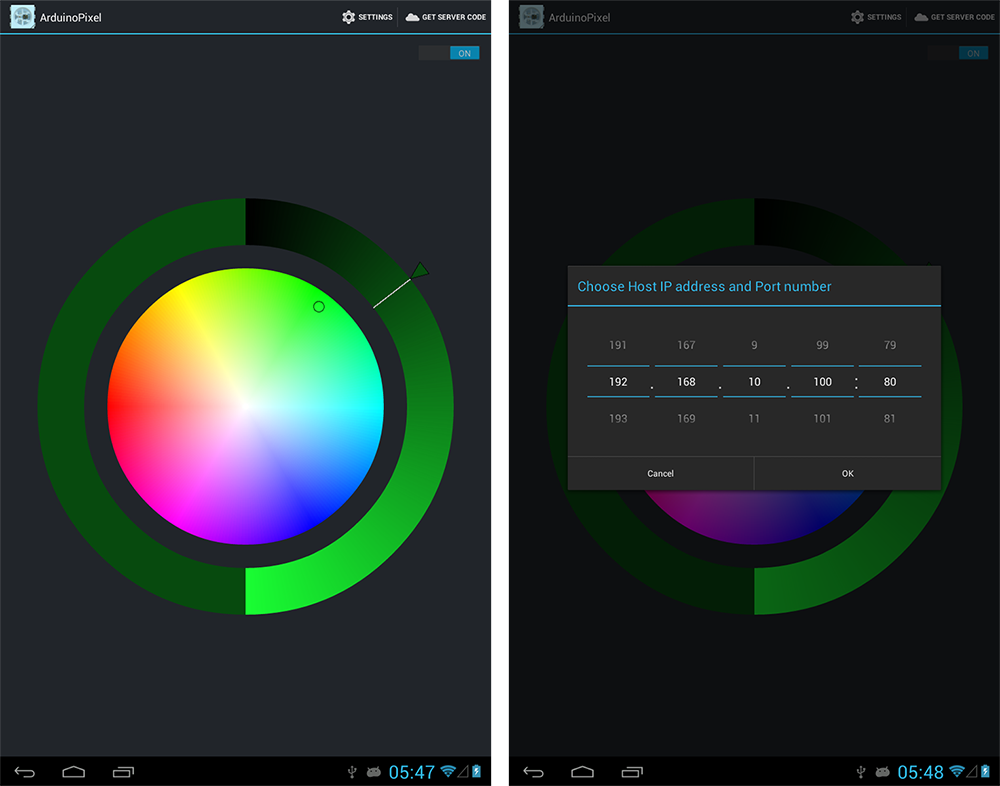 ArduinoPixel SETTINGS GET SERVER CODE
ON
05:47
ArduinoPixel SETTINGS GET SERVER CODE
ON
Choose Host IP address and Port number
191 167 9 99 79
192 . 168 . 10 . 100 : 80
193 169 11 101 81
Cancel OK
05:48